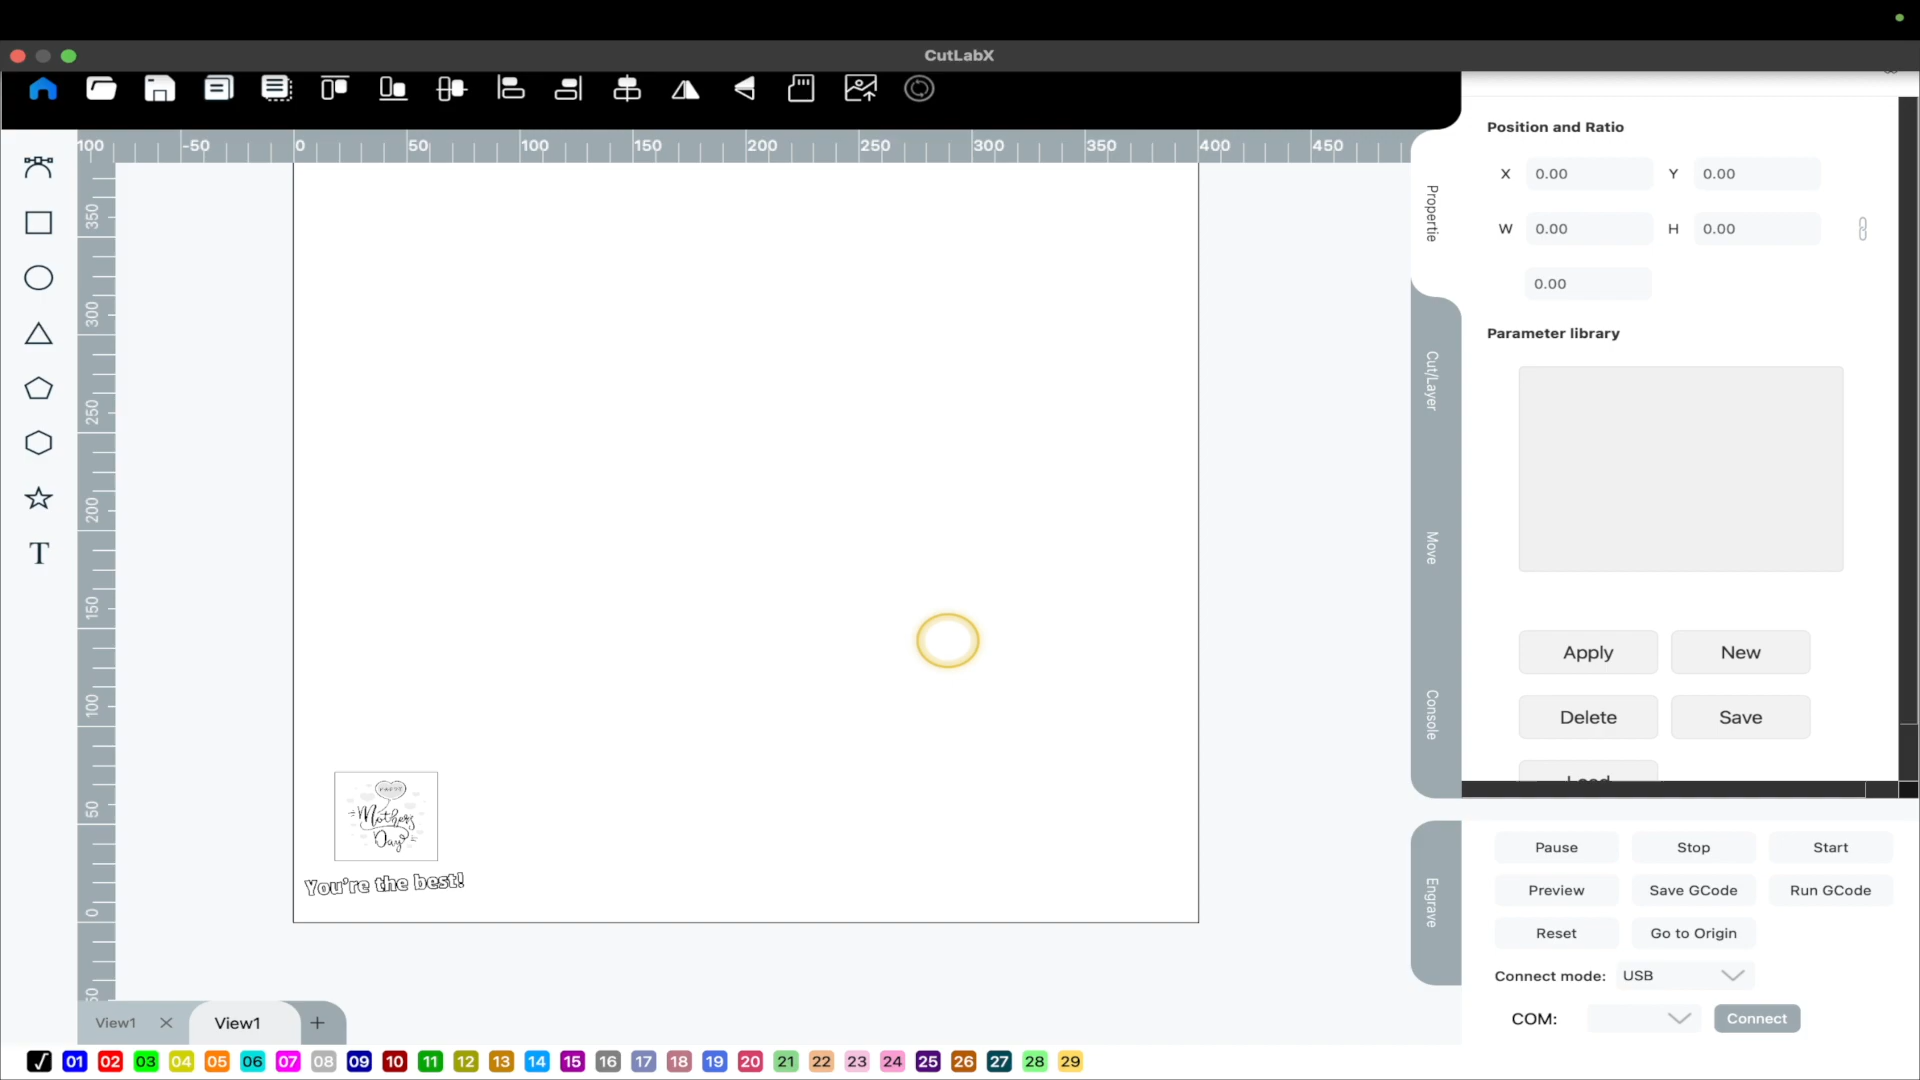 CutLabX
100 -50 0 50 100 150 200 250 300 350 400 450
350
300
250
200
150
100
50
0
T
Position and Ratio
X 0.00 Y 0.00
W 0.00 H 0.00
0.00
Parameter library
Apply New
Delete Save
Load
Propertie
Cut/Layer
Move
Console
Engrave
HAPPY
Mothers
Day
You're the best!
Pause Stop Start
Preview Save GCode Run GCode
Reset Go to Origin
Connect mode: USB
COM: Connect
View1 View1 +
01 02 03 04 05 06 07 08 09 10 11 12 13 14 15 16 17 18 19 20 21 22 23 24 25 26 27 28 29